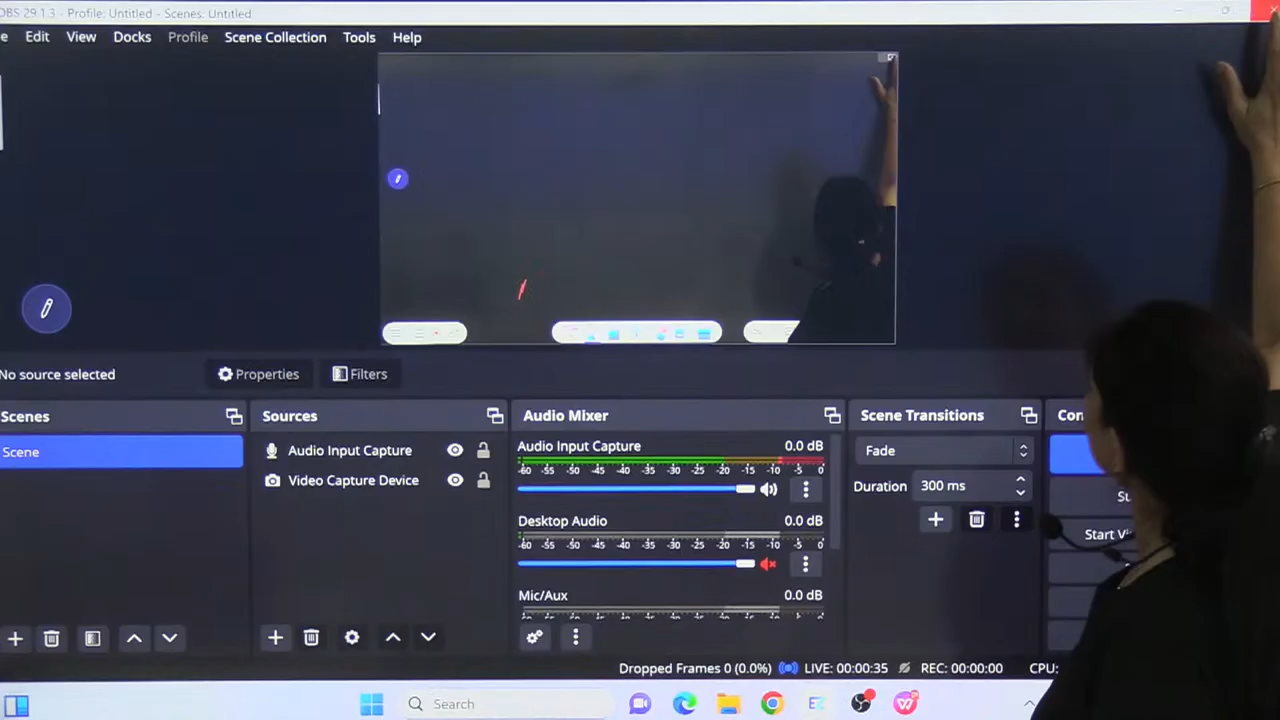 OBS 29.1.3 - Profile: Untitled - Scenes: Untitled
Edit View Docks Profile Scene Collection Tools Help
No source selected
Properties
Filters
Scenes
Scene
Sources
Audio Input Capture
Video Capture Device
Audio Mixer
Audio Input Capture 0.0 dB
-60 -55 -50 -45 -40 -35 -30 -25 -20 -15 -10 -5 0
Desktop Audio 0.0 dB
-60 -55 -50 -45 -40 -35 -30 -25 -20 -15 -10 -5 0
Mic/Aux 0.0 dB
Scene Transitions
Fade
Duration 300 ms
Con
St
Start Vi
Dropped Frames 0 (0.0%) LIVE: 00:00:35 REC: 00:00:00 CPU:
Search